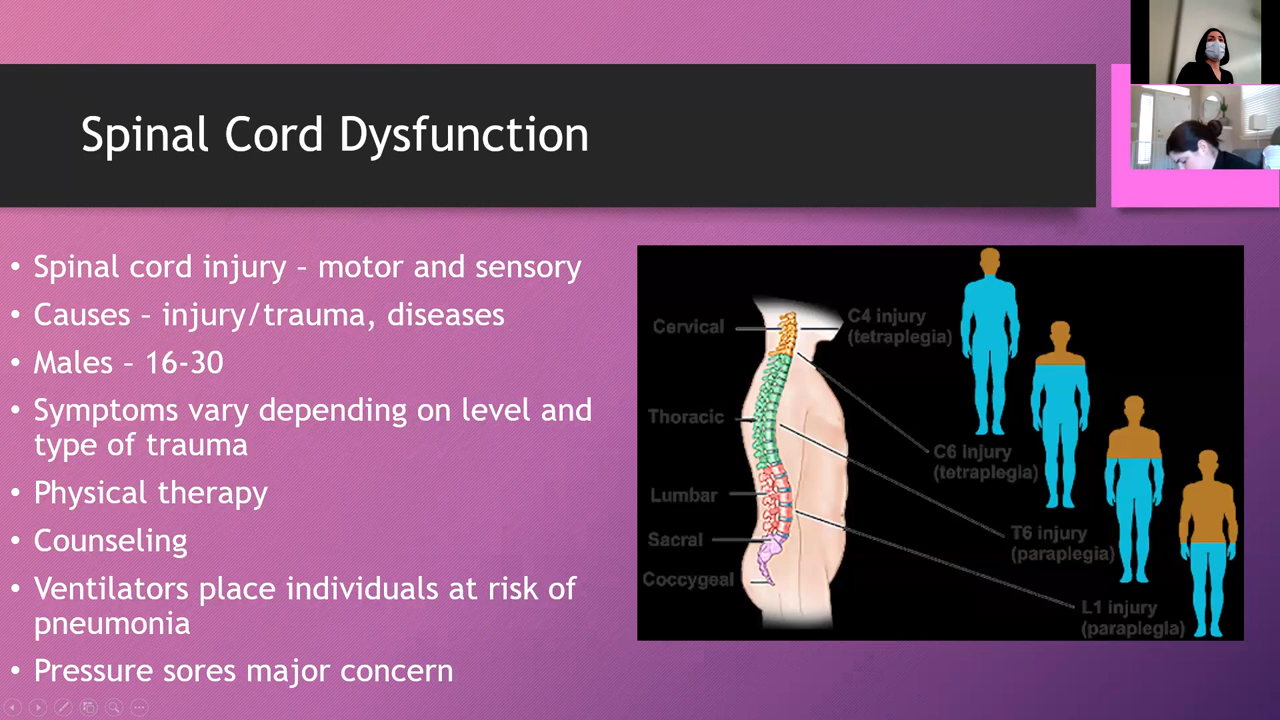 Spinal Cord Dysfunction
• Spinal cord injury – motor and sensory
• Causes – injury/trauma, diseases
• Males – 16-30
• Symptoms vary depending on level and
type of trauma
• Physical therapy
• Counseling
• Ventilators place individuals at risk of
pneumonia
• Pressure sores major concern
Cervical
Thoracic
Lumbar
Sacral
Coccygeal
C4 injury
(tetraplegia)
C6 injury
(tetraplegia)
T6 injury
(paraplegia)
L1 injury
(paraplegia)